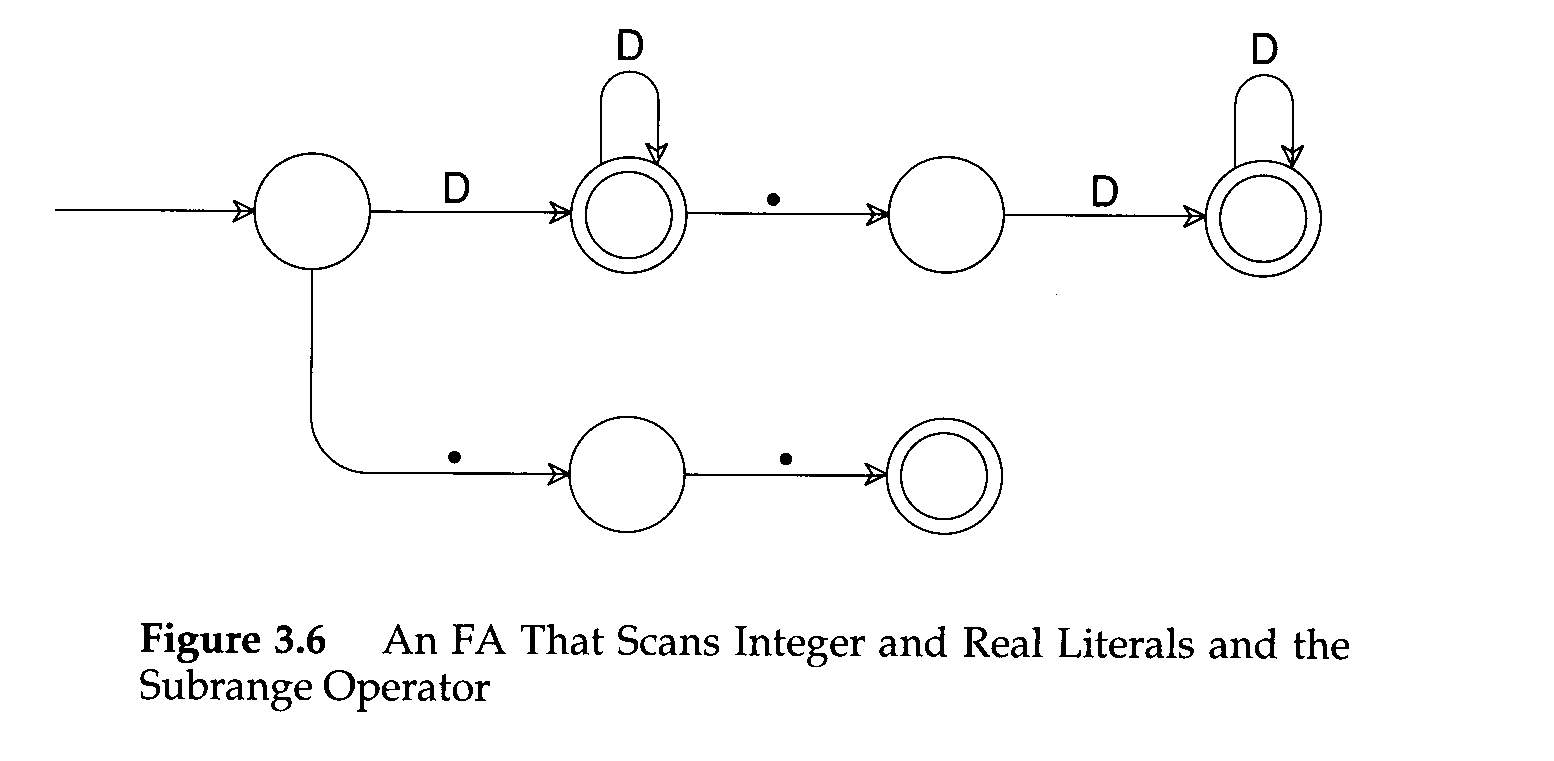 D D
D • D
• •
Figure 3.6 An FA That Scans Integer and Real Literals and the
Subrange Operator